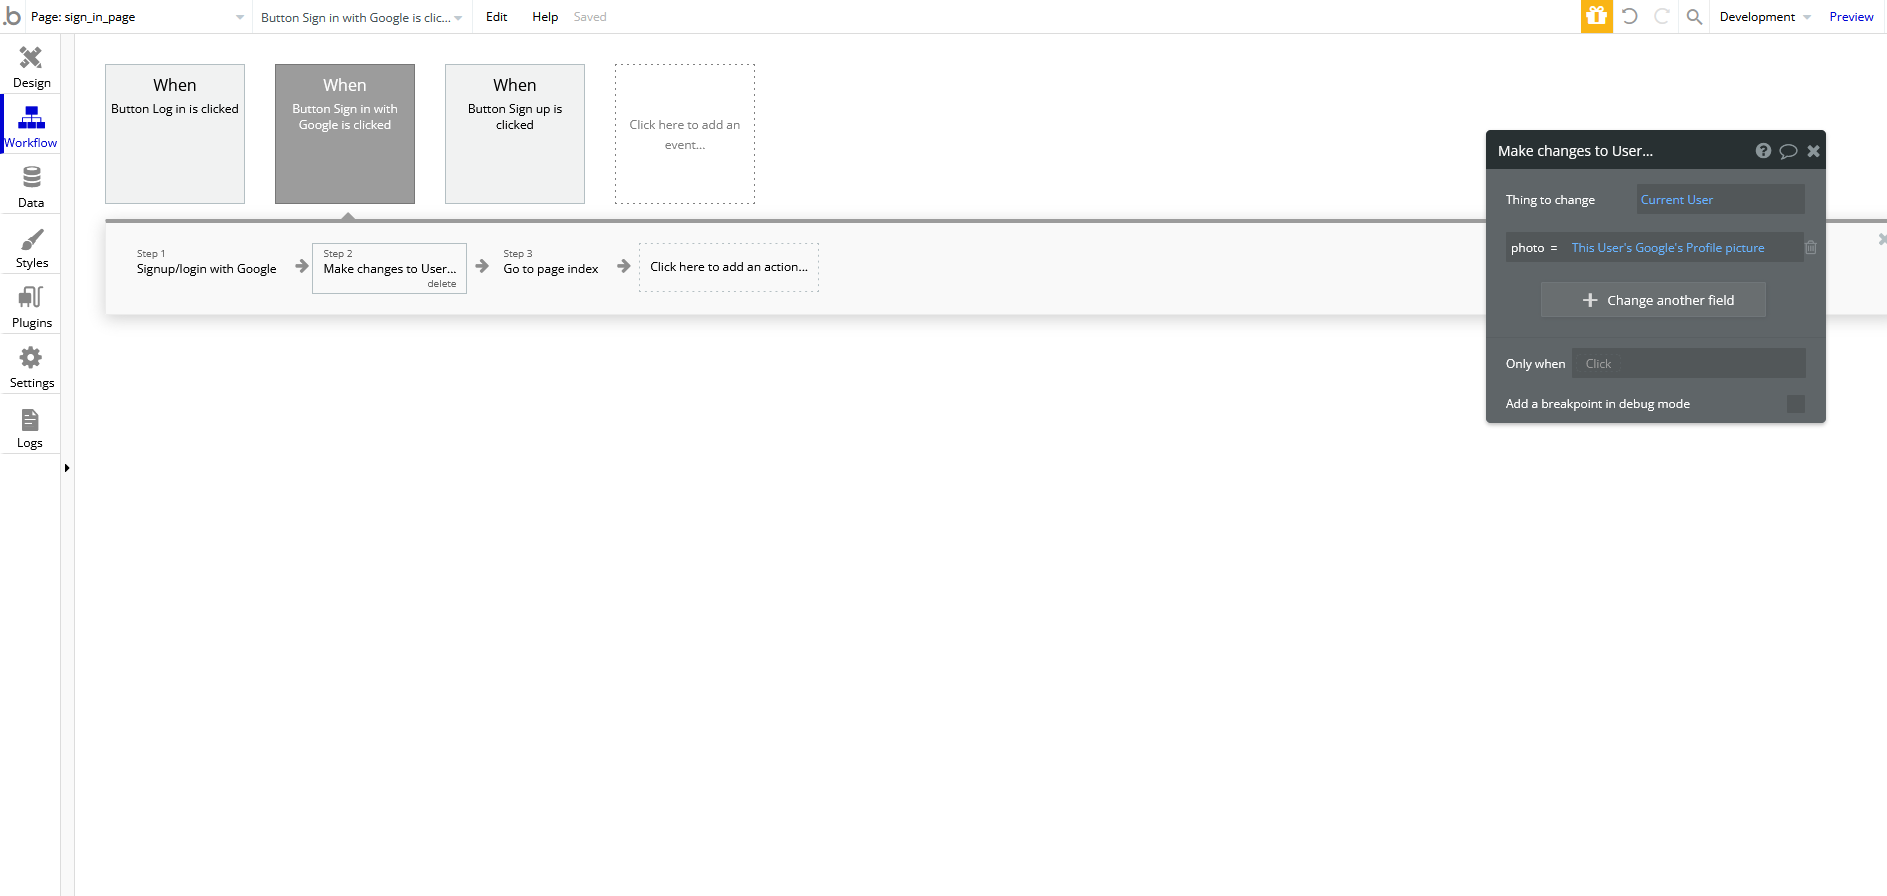 .b
Page: sign_in_page
Button Sign in with Google is clic...
Edit
Help
Saved
Development
Preview
Design
Workflow
Data
Styles
Plugins
Settings
Logs
When
Button Log in is clicked
When
Button Sign in with
Google is clicked
When
Button Sign up is
clicked
Click here to add an
event...
Step 1
Signup/login with Google
Step 2
Make changes to User...
delete
Step 3
Go to page index
Click here to add an action...
Make changes to User...
Thing to change
Current User
photo =
This User's Google's Profile picture
Change another field
Only when
Click
Add a breakpoint in debug mode